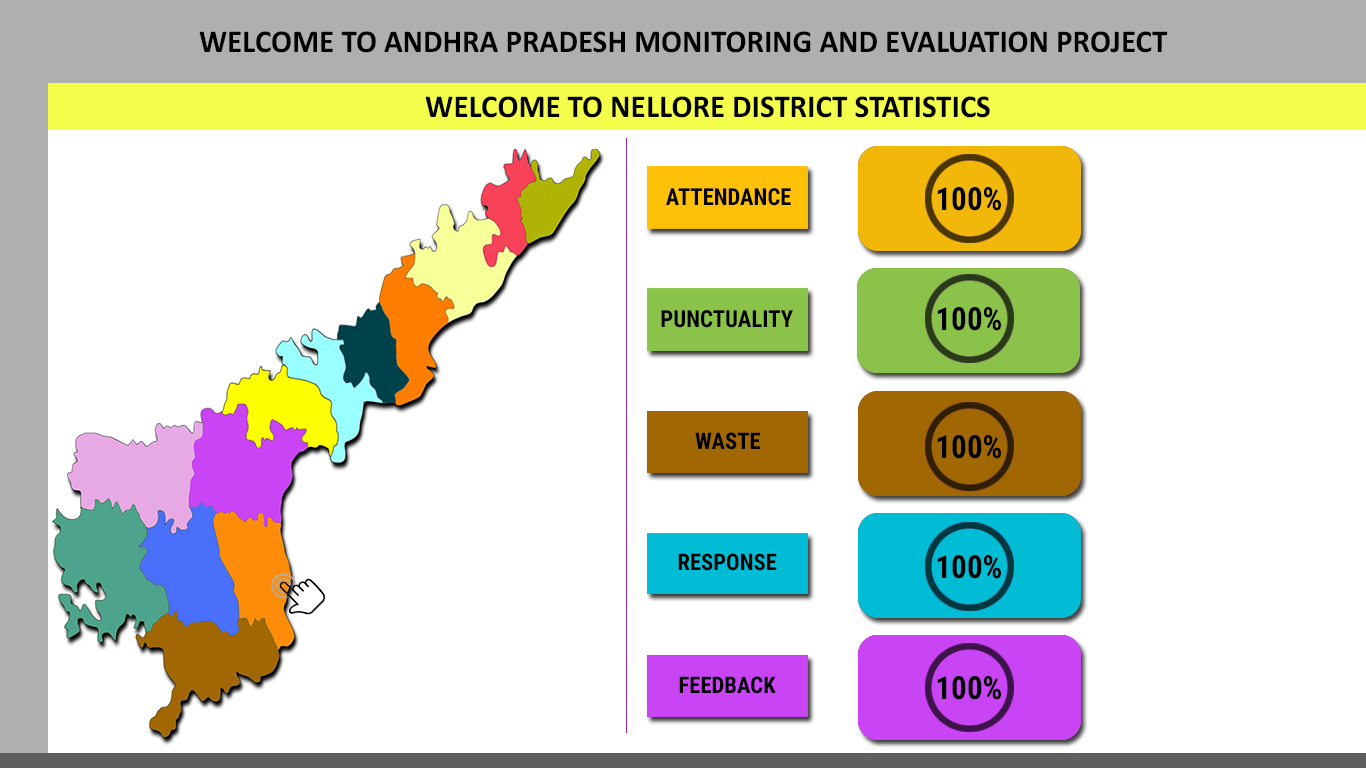 WELCOME TO ANDHRA PRADESH MONITORING AND EVALUATION PROJECT
WELCOME TO NELLORE DISTRICT STATISTICS
ATTENDANCE
100%
PUNCTUALITY
100%
WASTE
100%
RESPONSE
100%
FEEDBACK
100%